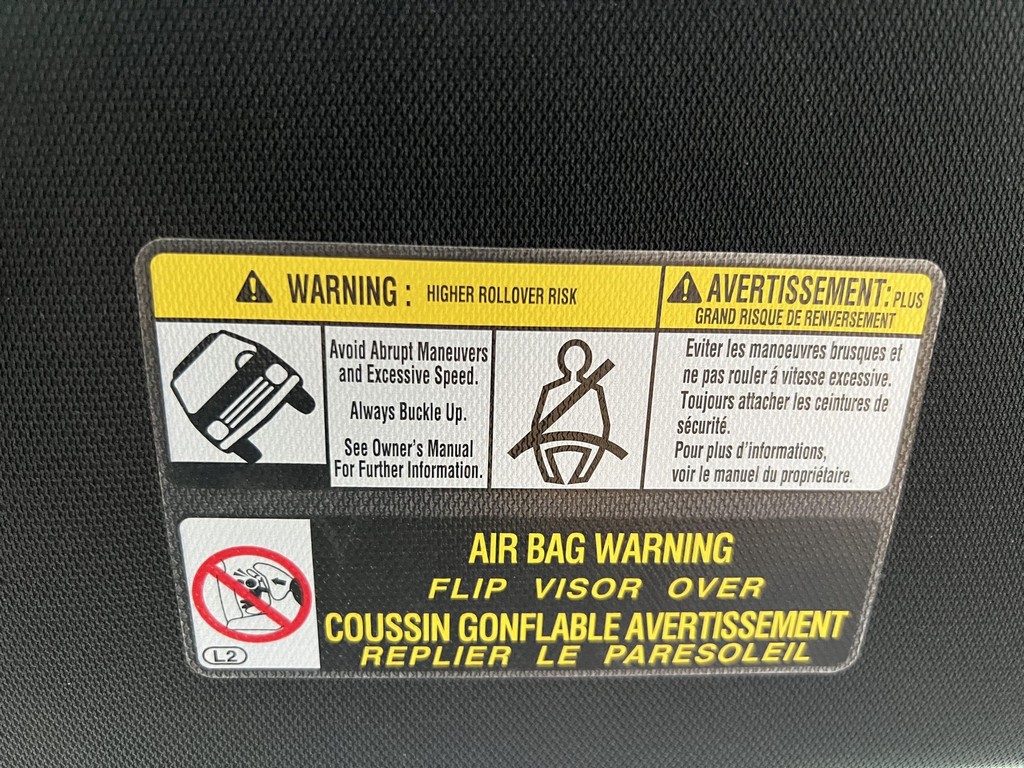 WARNING: HIGHER ROLLOVER RISK
Avoid Abrupt Maneuvers
and Excessive Speed.
Always Buckle Up.
See Owner's Manual
For Further Information.
AVERTISSEMENT: PLUS
GRAND RISQUE DE RENVERSEMENT
Eviter les manoeuvres brusques et
ne pas rouler á vitesse excessive.
Toujours attacher les ceintures de
sécurité.
Pour plus d'informations,
voir le manuel du propriétaire.
L2
AIR BAG WARNING
FLIP VISOR OVER
COUSSIN GONFLABLE AVERTISSEMENT
REPLIER LE PARESOLEIL